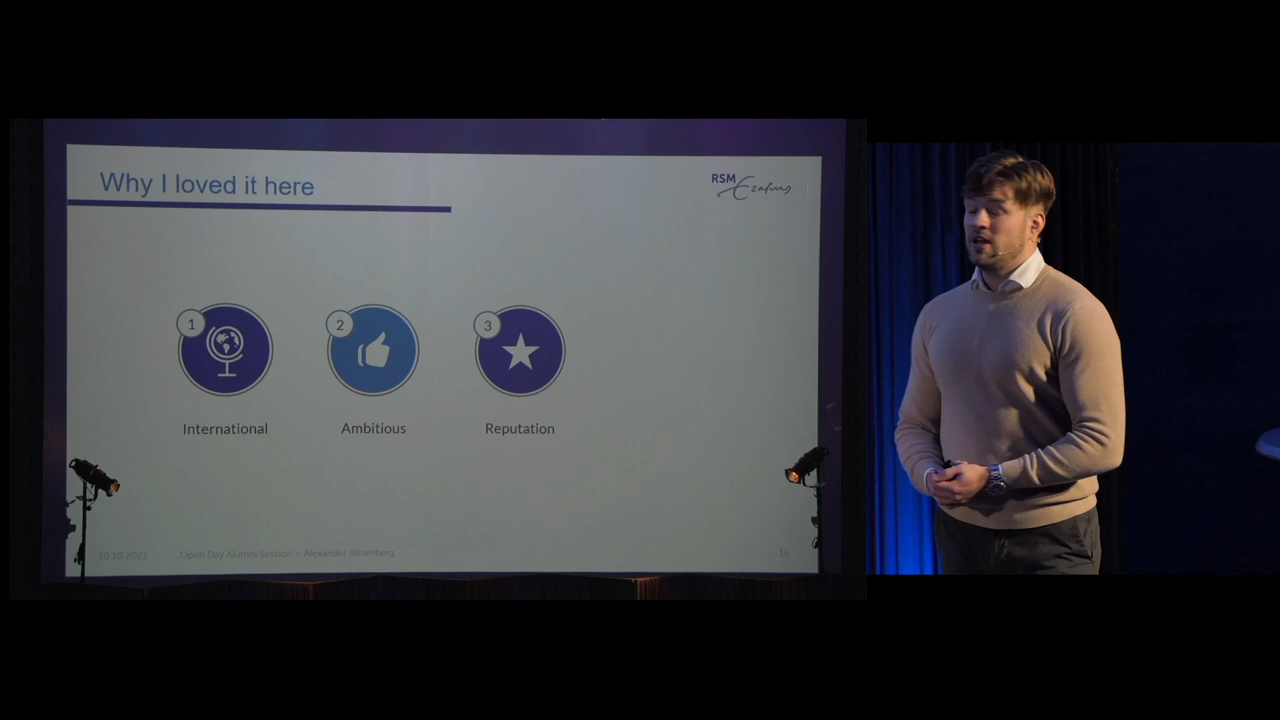 Why I loved it here
RSM
Erasmus
1
2
3
International
Ambitious
Reputation
30.10.2021
Open Day Alumni Session – Alexander Stromberg
15